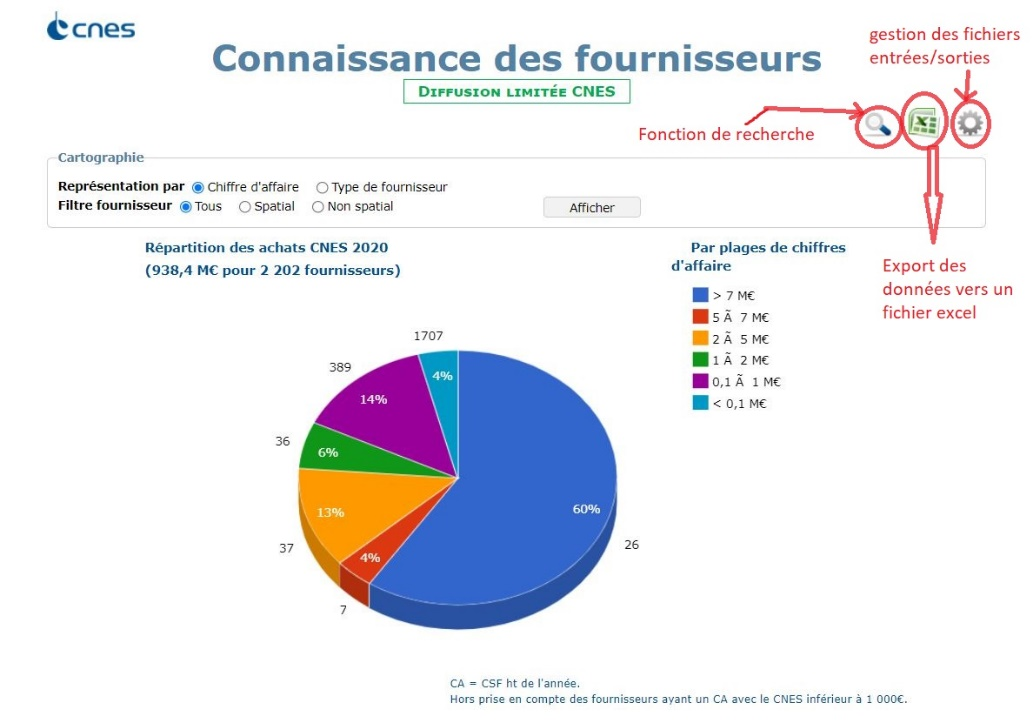 cnes
gestion des fichiers
entrées/sorties
Connaissance des fournisseurs
DIFFUSION LIMITÉE CNES
Fonction de recherche
Cartographie
Représentation par Chiffre d'affaire Type de fournisseur
Filtre fournisseur Tous Spatial Non spatial Afficher
Répartition des achats CNES 2020
(938,4 M€ pour 2 202 fournisseurs)
Par plages de chiffres
d'affaire
Export des
données vers un
fichier excel
> 7 M€
5 Ã 7 M€
2 Ã 5 M€
1 Ã 2 M€
0,1 Ã 1 M€
< 0,1 M€
1707
389
4%
14%
36
6%
13%
60%
37
26
4%
7
CA = CSF ht de l'année.
Hors prise en compte des fournisseurs ayant un CA avec le CNES inférieur à 1 000€.